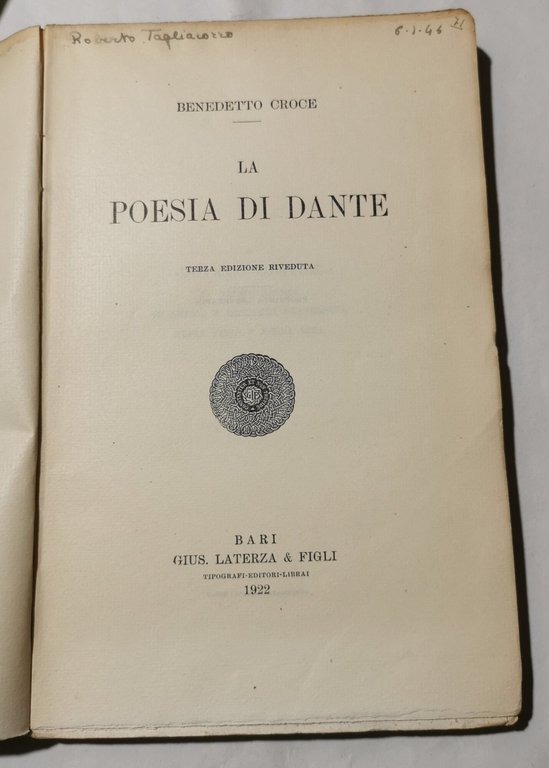 Roberto Tagliacozzo
6.1.46
BENEDETTO CROCE
LA
POESIA DI DANTE
TERZA EDIZIONE RIVEDUTA
BARI
GIUS. LATERZA & FIGLI
TIPOGRAFI-EDITORI-LIBRAI
1922